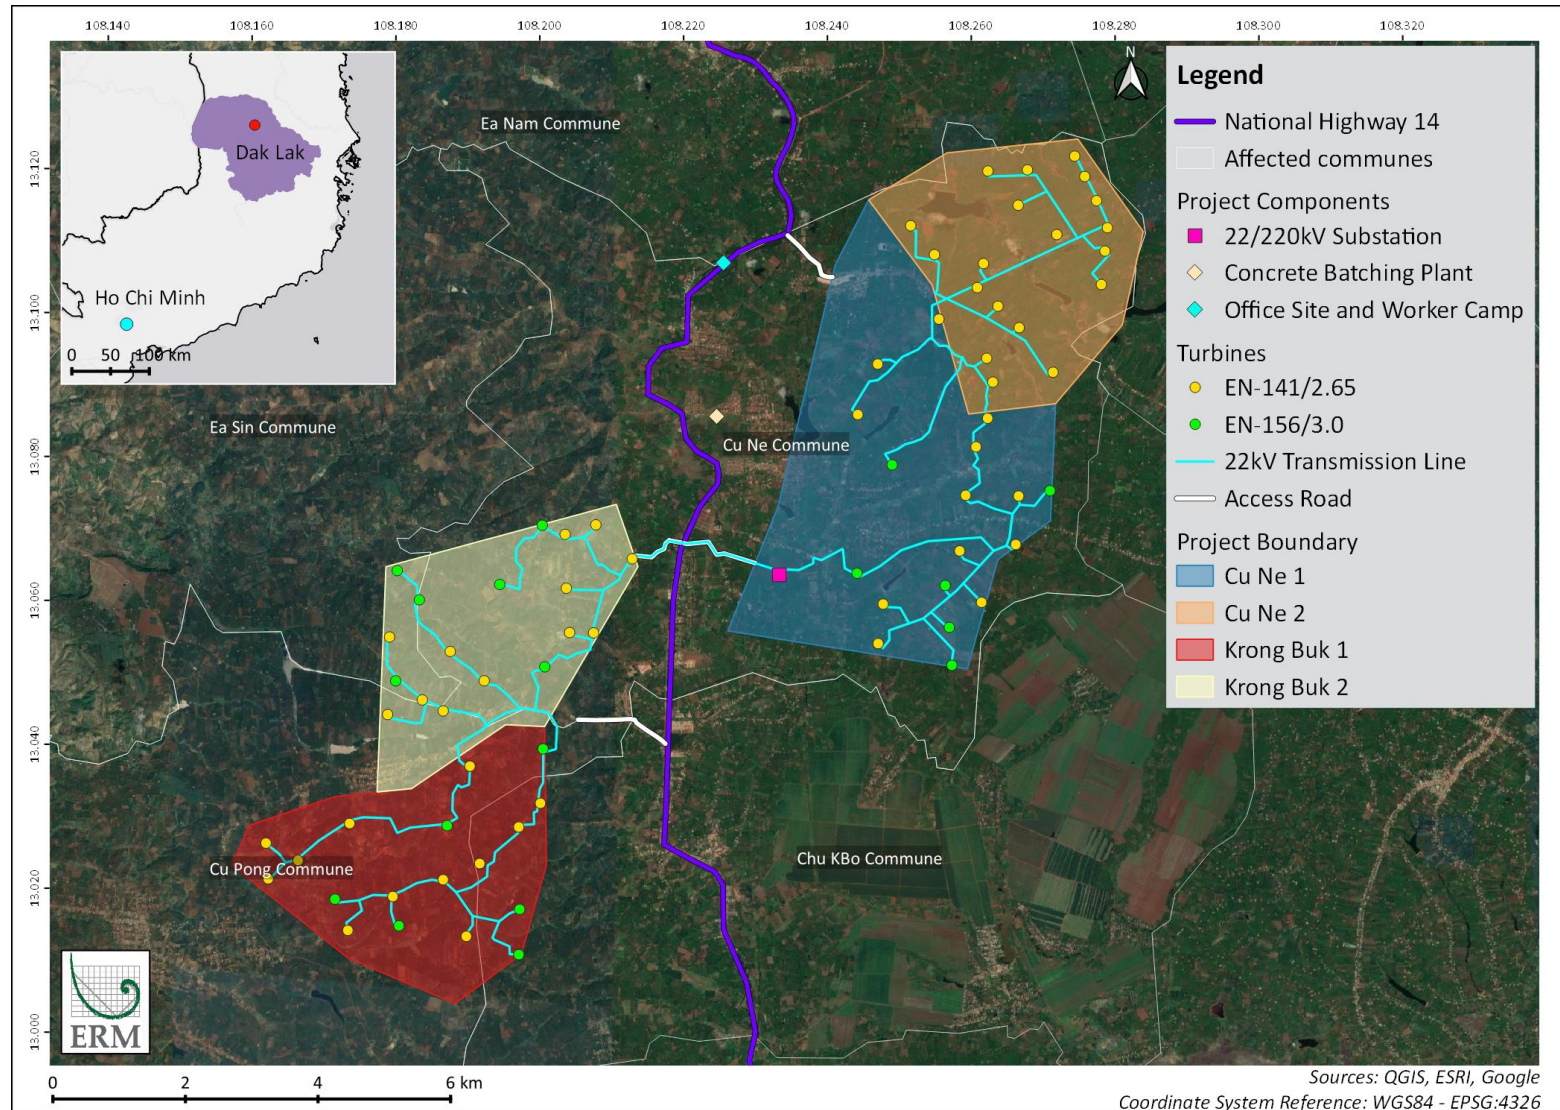 108.140 108.160 108.180 108.200 108.220 108.240 108.260 108.280 108.300 108.320
13.120
13.100
13.080
13.060
13.040
13.020
13.000
Dak Lak
Ho Chi Minh
0 50 100 km
N
Ea Nam Commune
Ea Sin Commune
Cu Ne Commune
Cu Pong Commune
Chu KBo Commune
Legend
National Highway 14
Affected communes
Project Components
22/220kV Substation
Concrete Batching Plant
Office Site and Worker Camp
Turbines
EN-141/2.65
EN-156/3.0
22kV Transmission Line
Access Road
Project Boundary
Cu Ne 1
Cu Ne 2
Krong Buk 1
Krong Buk 2
ERM
0 2 4 6 km
Sources: QGIS, ESRI, Google
Coordinate System Reference: WGS84 - EPSG:4326